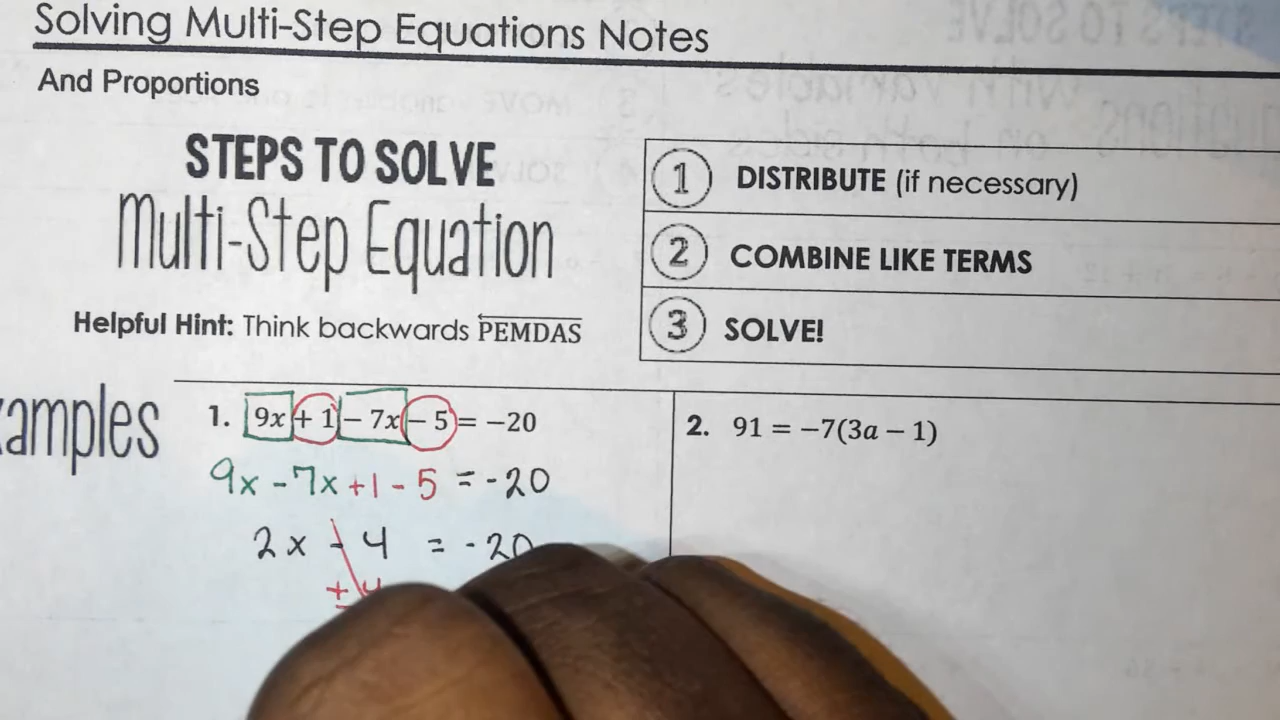 Solving Multi-Step Equations Notes
And Proportions
STEPS TO SOLVE
Multi-Step Equation
Helpful Hint: Think backwards PEMDAS
1 DISTRIBUTE (if necessary)
2 COMBINE LIKE TERMS
3 SOLVE!
1. 9x + 1 − 7x − 5 = −20
9x - 7x + 1 - 5 = -20
2x - 4 = -20
+ 4
2. 91 = −7(3a − 1)